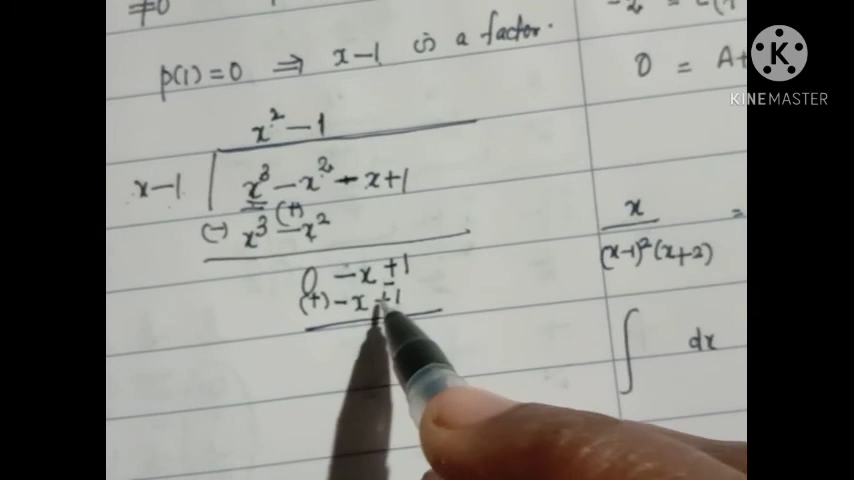 ≠0
p(1)=0 ⇒ x-1 is a factor.
x²-1
x-1 | x³-x²-x+1
(-) x³ (+) -x²
0 -x+1
(+) -x+1
0 = A+
x/(x-1)²(x+2) =
∫ dx
K
KINEMASTER